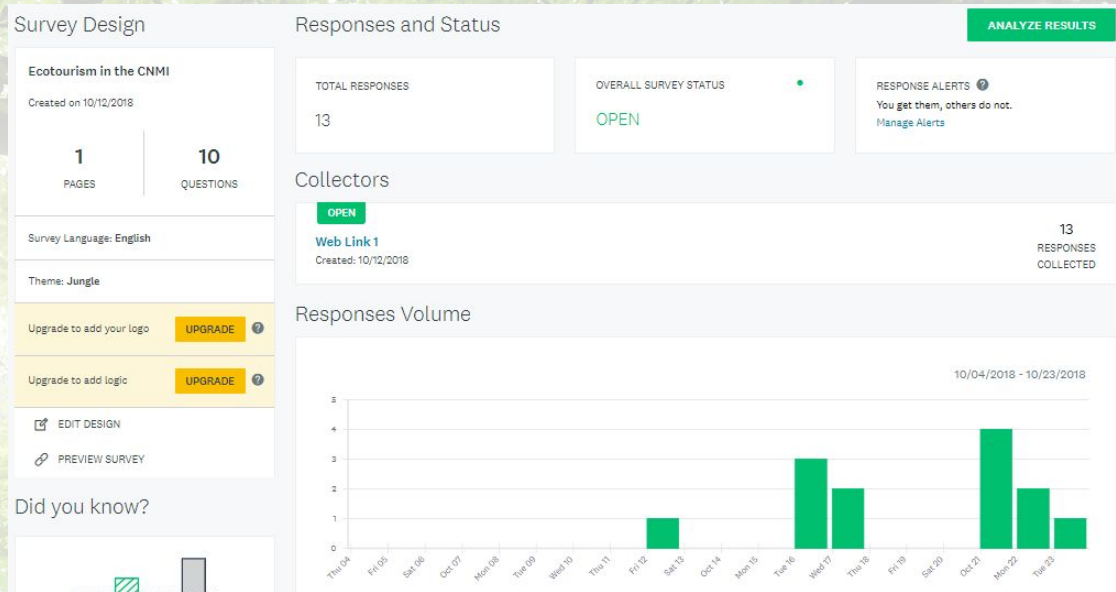 Survey Design
Ecotourism in the CNMI
Created on 10/12/2018
1
PAGES
10
QUESTIONS
Survey Language: English
Theme: Jungle
Upgrade to add your logo
UPGRADE
?
Upgrade to add logic
UPGRADE
?
EDIT DESIGN
PREVIEW SURVEY
Did you know?
Responses and Status
ANALYZE RESULTS
TOTAL RESPONSES
13
OVERALL SURVEY STATUS
OPEN
RESPONSE ALERTS ?
You get them, others do not.
Manage Alerts
Collectors
OPEN
Web Link 1
Created: 10/12/2018
13
RESPONSES
COLLECTED
Responses Volume
10/04/2018 - 10/23/2018
5
4
3
2
1
0
Thu 04
Fri 05
Sat 06
Oct 07
Mon 08
Tue 09
Wed 10
Thu 11
Fri 12
Sat 13
Oct 14
Mon 15
Tue 16
Wed 17
Thu 18
Fri 19
Sat 20
Oct 21
Mon 22
Tue 23